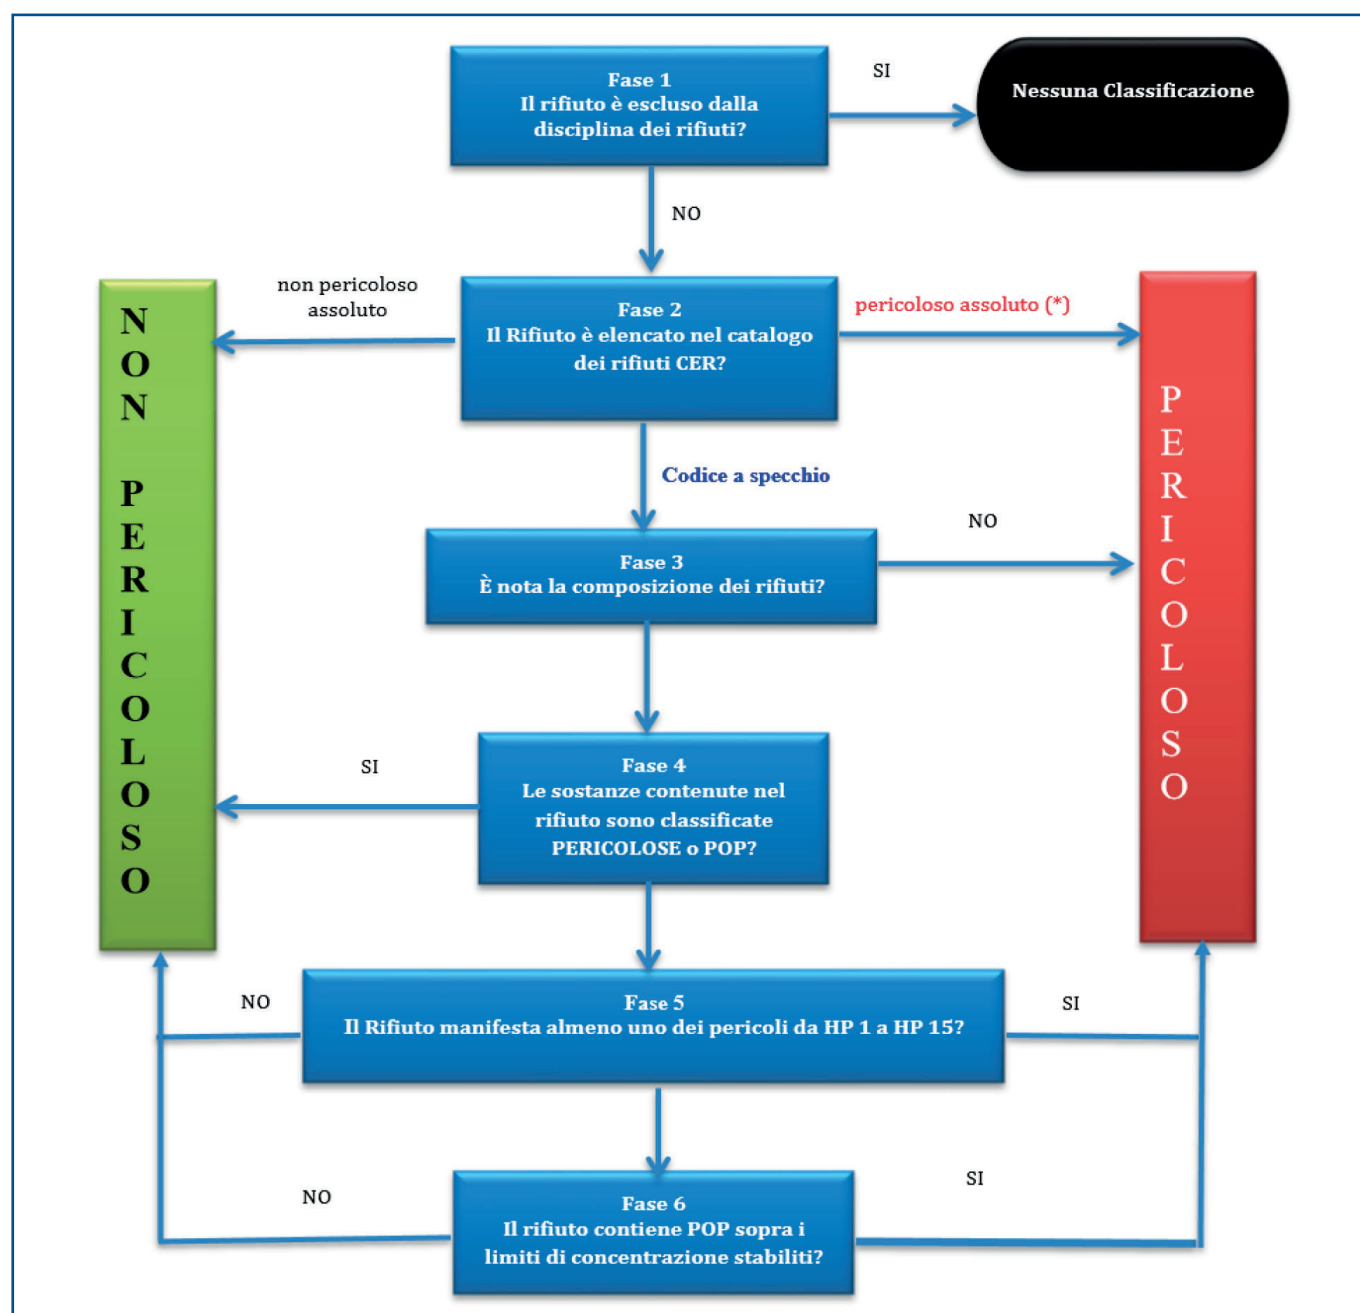 Fase 1
Il rifiuto è escluso dalla
disciplina dei rifiuti?
SI
Nessuna Classificazione
NO
non pericoloso
assoluto
Fase 2
Il Rifiuto è elencato nel catalogo
dei rifiuti CER?
pericoloso assoluto (*)
NON PERICOLOSO
PERICOLOSO
Codice a specchio
Fase 3
È nota la composizione dei rifiuti?
NO
SI
Fase 4
Le sostanze contenute nel
rifiuto sono classificate
PERICOLOSE o POP?
NO
Fase 5
Il Rifiuto manifesta almeno uno dei pericoli da HP 1 a HP 15?
SI
NO
Fase 6
Il rifiuto contiene POP sopra i
limiti di concentrazione stabiliti?
SI